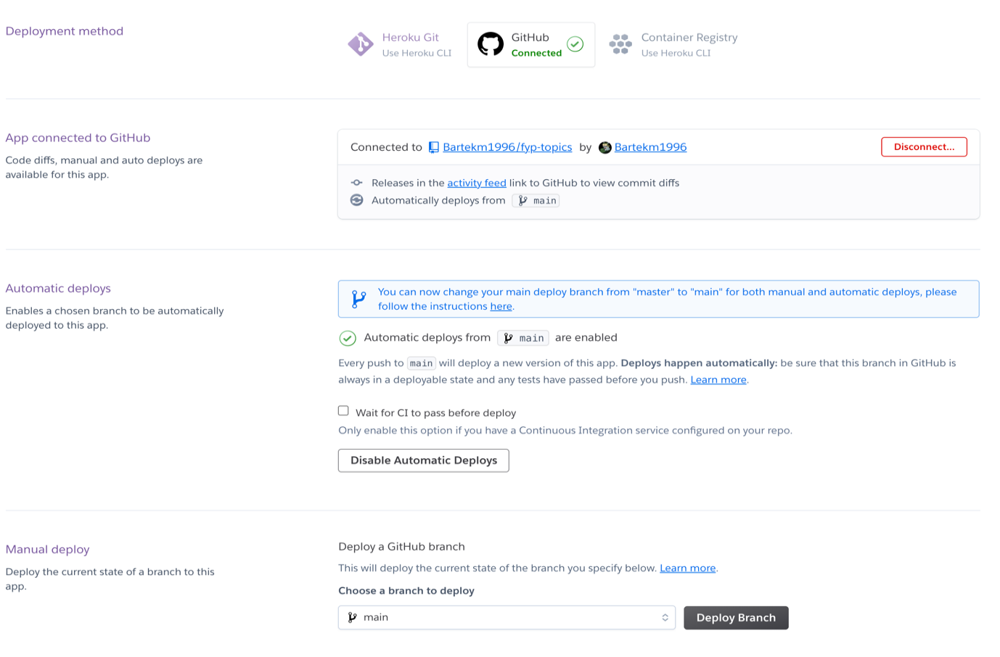 Deployment method
Heroku Git
Use Heroku CLI
GitHub
Connected
Container Registry
Use Heroku CLI
App connected to GitHub
Code diffs, manual and auto deploys are
available for this app.
Connected to Bartekm1996/fyp-topics by Bartekm1996
Disconnect...
Releases in the activity feed link to GitHub to view commit diffs
Automatically deploys from main
Automatic deploys
Enables a chosen branch to be automatically
deployed to this app.
You can now change your main deploy branch from "master" to "main" for both manual and automatic deploys, please
follow the instructions here.
Automatic deploys from main are enabled
Every push to main will deploy a new version of this app. Deploys happen automatically: be sure that this branch in GitHub is
always in a deployable state and any tests have passed before you push. Learn more.
Wait for CI to pass before deploy
Only enable this option if you have a Continuous Integration service configured on your repo.
Disable Automatic Deploys
Manual deploy
Deploy the current state of a branch to this
app.
Deploy a GitHub branch
This will deploy the current state of the branch you specify below. Learn more.
Choose a branch to deploy
main
Deploy Branch